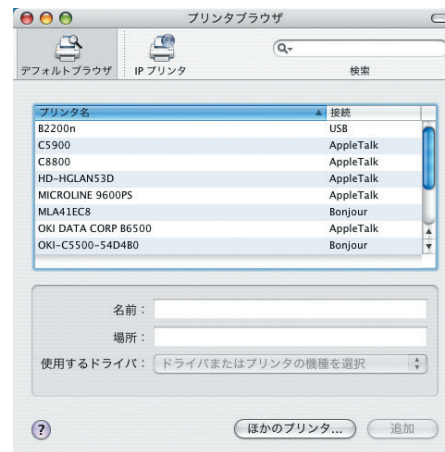 プリンタブラウザ
デフォルトブラウザ IP プリンタ 検索
プリンタ名 接続
B2200n USB
C5900 AppleTalk
C8800 AppleTalk
HD-HGLAN53D AppleTalk
MICROLINE 9600PS AppleTalk
MLA41EC8 Bonjour
OKI DATA CORP B6500 AppleTalk
OKI-C5500-54D4B0 Bonjour
名前：
場所：
使用するドライバ： ドライバまたはプリンタの機種を選択
? ほかのプリンタ... 追加